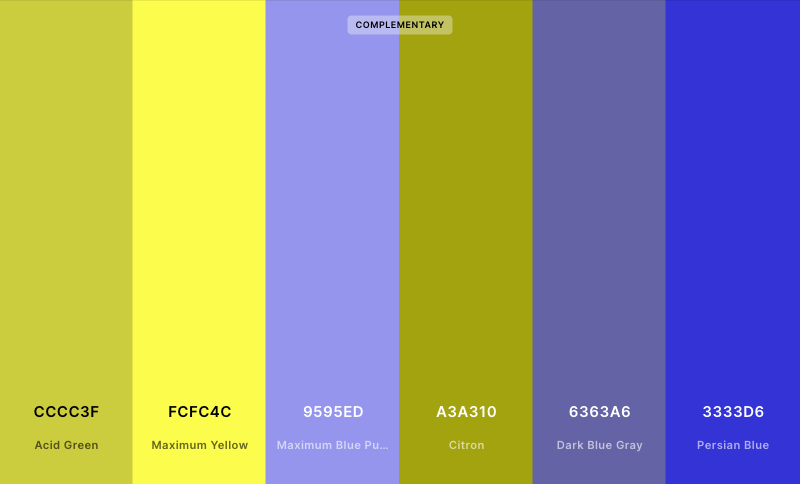 COMPLEMENTARY
CCCC3F FCFC4C 9595ED A3A310 6363A6 3333D6
Acid Green Maximum Yellow Maximum Blue Pu... Citron Dark Blue Gray Persian Blue